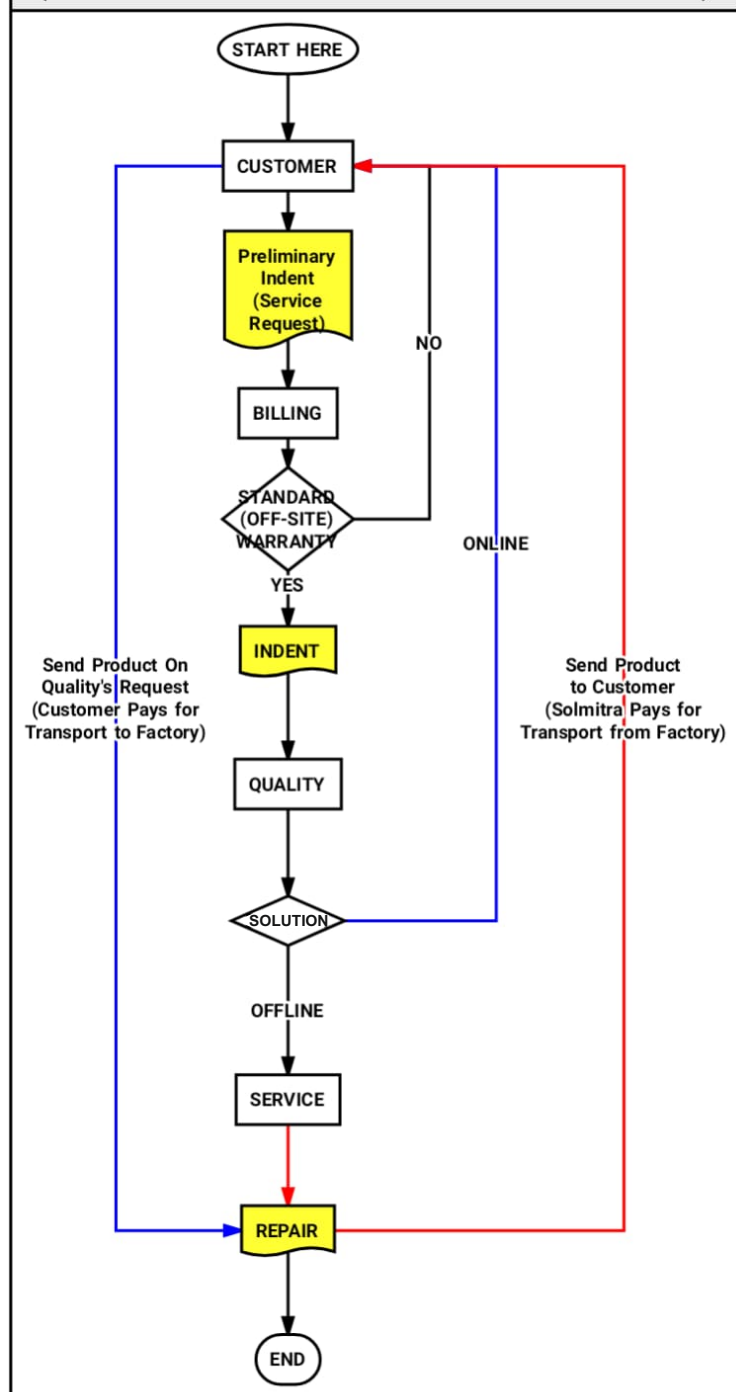 START HERE
CUSTOMER
Preliminary
Indent
(Service
Request)
NO
BILLING
STANDARD
(OFF-SITE)
WARRANTY
ONLINE
YES
INDENT
Send Product On
Quality's Request
(Customer Pays for
Transport to Factory)
Send Product
to Customer
(Solmitra Pays for
Transport from Factory)
QUALITY
SOLUTION
OFFLINE
SERVICE
REPAIR
END